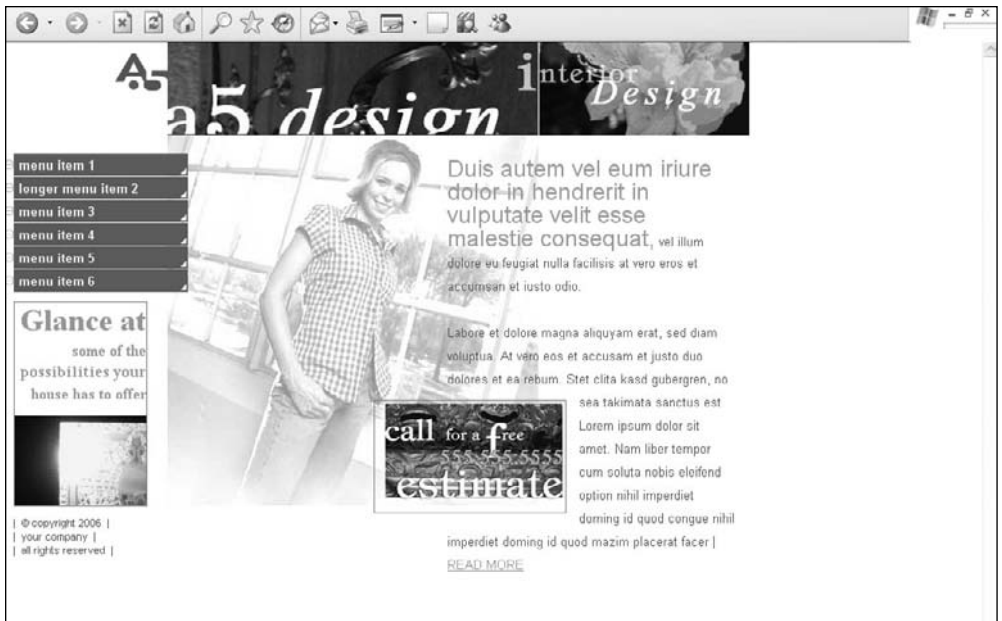 A5
a5 design
interior
Design
menu item 1
longer menu item 2
menu item 3
menu item 4
menu item 5
menu item 6
Glance at
some of the
possibilities your
house has to offer
| © copyright 2006 |
| your company |
| all rights reserved |
Duis autem vel eum iriure
dolor in hendrerit in
vulputate velit esse
malestie consequat, vel illum
dolore eu feugiat nulla facilisis at vero eros et
accumsan et iusto odio.
Labore et dolore magna aliquyam erat, sed diam
voluptua. At vero eos et accusam et justo duo
dolores et ea rebum. Stet clita kasd gubergren, no
sea takimata sanctus est
Lorem ipsum dolor sit
amet. Nam liber tempor
cum soluta nobis eleifend
option nihil imperdiet
doming id quod congue nihil
imperdiet doming id quod mazim placerat facer |
READ MORE
call for a free
555.555.5555
estimate